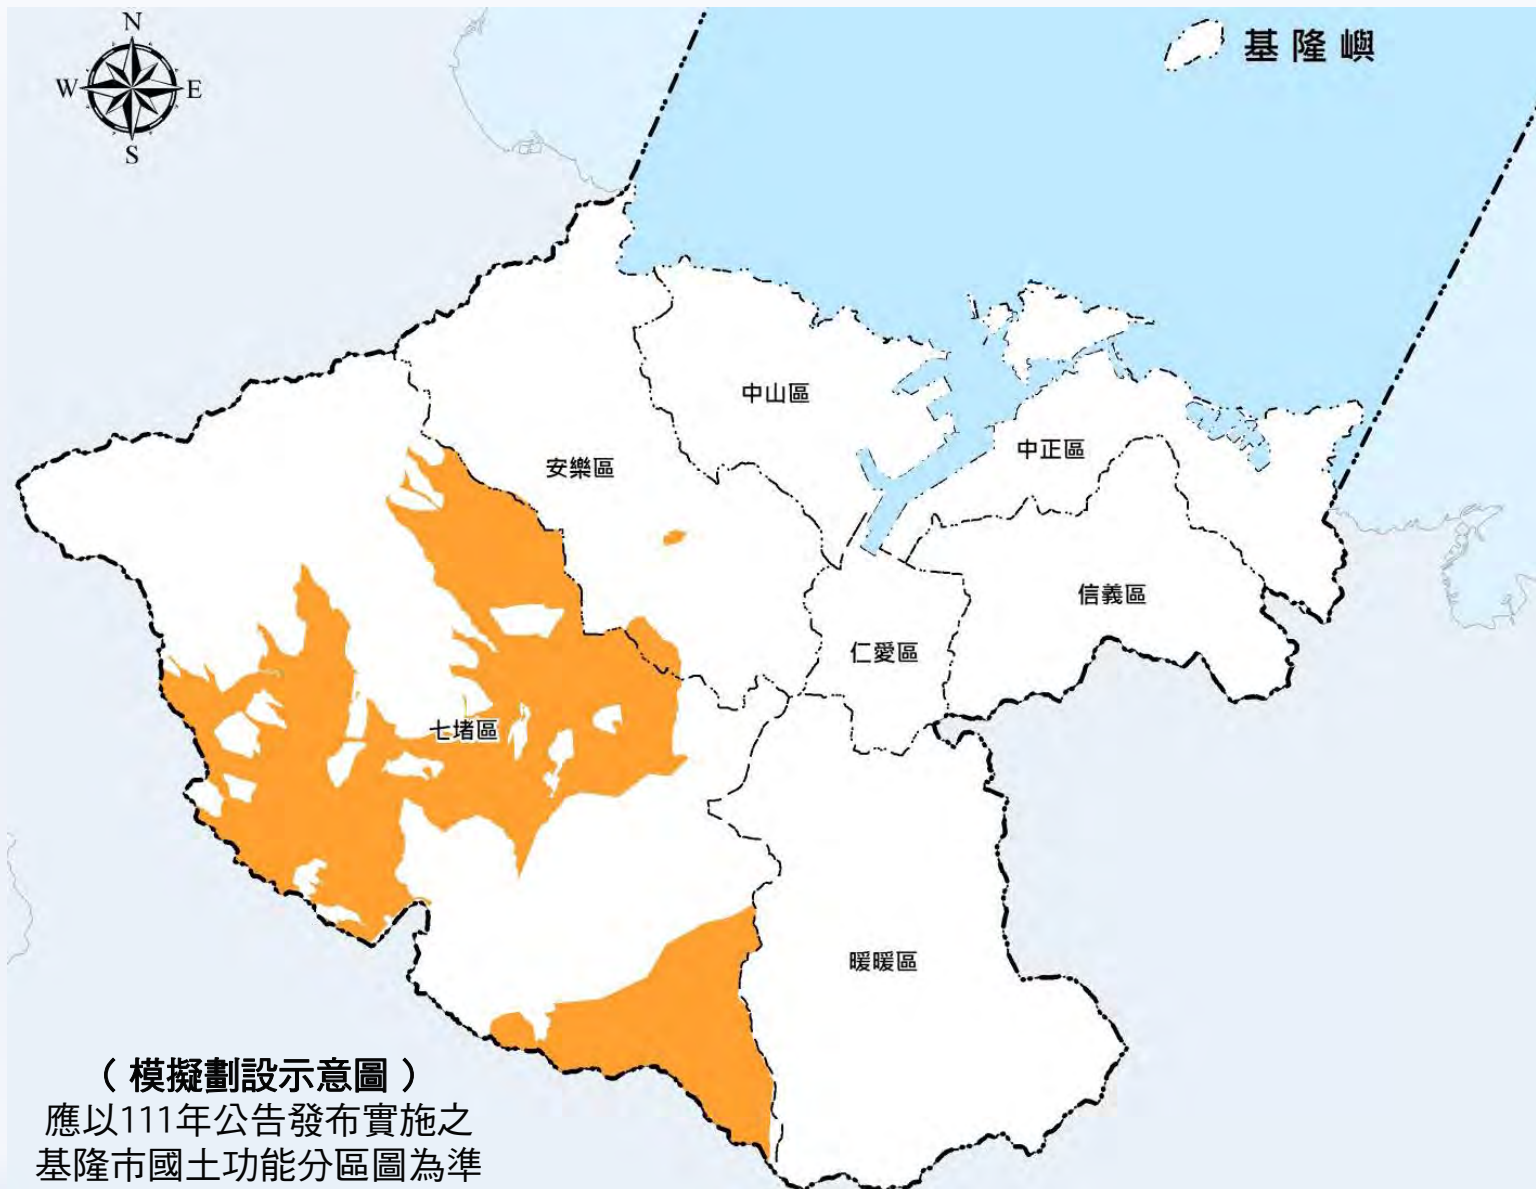 N
W
E
S
基隆嶼
中山區
中正區
安樂區
信義區
仁愛區
七堵區
暖暖區
（模擬劃設示意圖）
應以111年公告發布實施之
基隆市國土功能分區圖為準